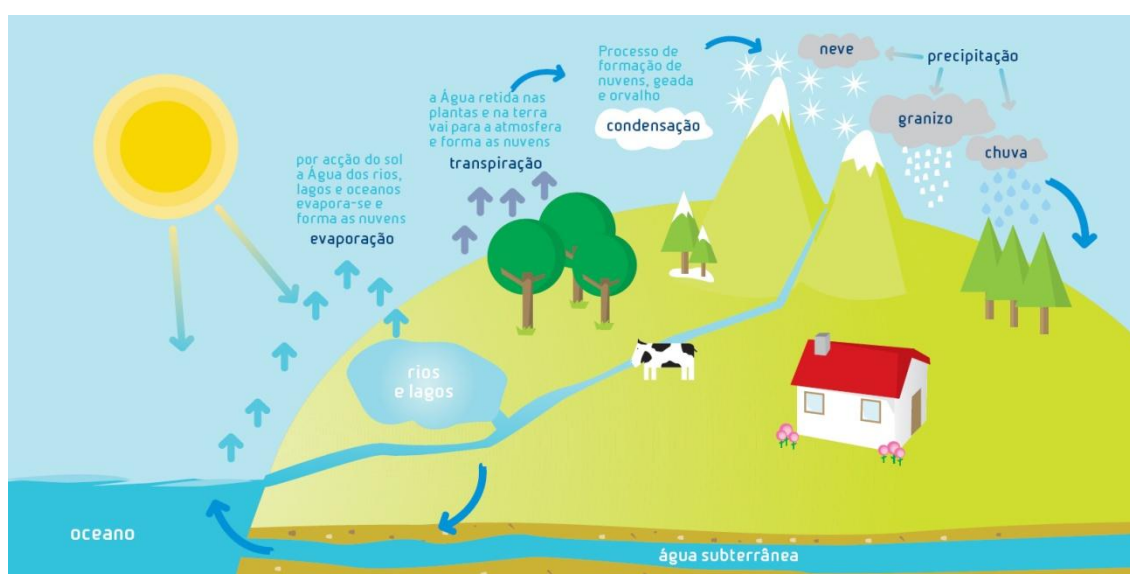 por acção do sol
a Água dos rios,
lagos e oceanos
evapora-se e
forma as nuvens
evaporação
a Água retida nas
plantas e na terra
vai para a atmosfera
e forma as nuvens
transpiração
Processo de
formação de
nuvens, geada
e orvalho
condensação
neve
precipitação
granizo
chuva
rios
e lagos
oceano
água subterrânea